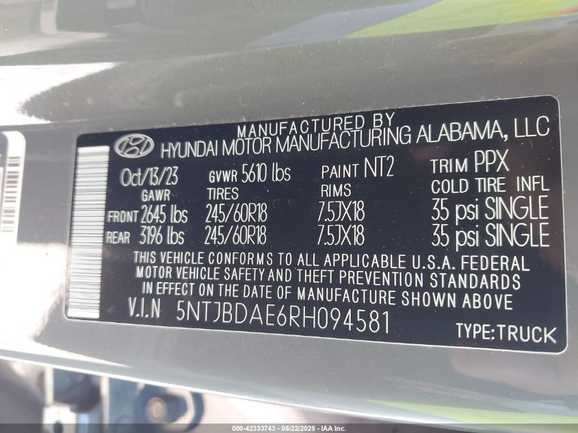 MANUFACTURED BY
HYUNDAI MOTOR MANUFACTURING ALABAMA, LLC
Oct/13/23 GVWR 5610 lbs PAINT NT2 TRIM PPX
GAWR TIRES RIMS COLD TIRE INFL
FRONT 2645 lbs 245/60R18 7.5JX18 35 psi SINGLE
REAR 3196 lbs 245/60R18 7.5JX18 35 psi SINGLE
THIS VEHICLE CONFORMS TO ALL APPLICABLE U.S.A. FEDERAL
MOTOR VEHICLE SAFETY AND THEFT PREVENTION STANDARDS
IN EFFECT ON THE DATE OF MANUFACTURE SHOWN ABOVE.
V.I.N 5NTJBDAE6RH094581 TYPE:TRUCK
000-42333743 - 05/22/2025 - IAAI.COM